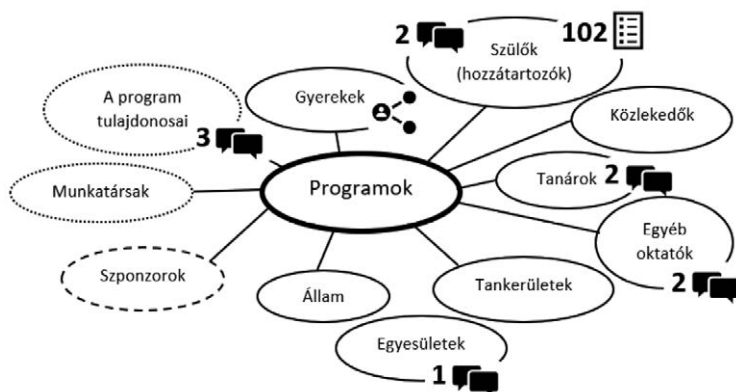 2
102
Szülők
(hozzátartozók)
A program
tulajdonosai
3
Gyerekek
Közlekedők
Munkatársak
Programok
Tanárok
2
Egyéb
oktatók
2
Szponzorok
Állam
Tankerületek
Egyesületek
1